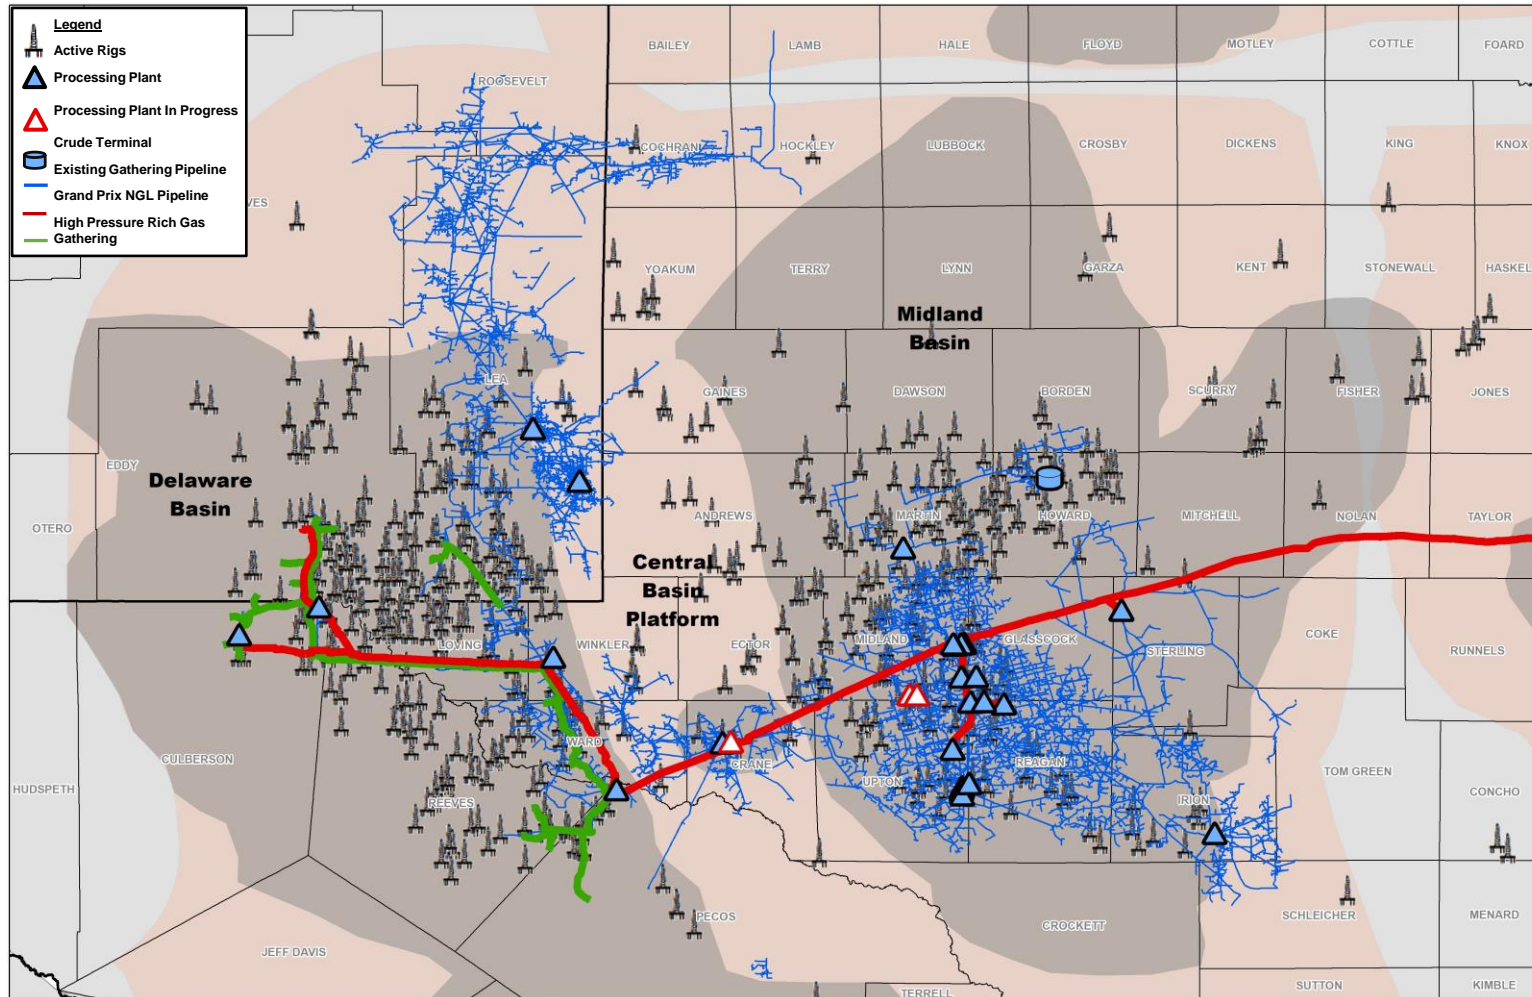 Legend
Active Rigs
Processing Plant
Processing Plant In Progress
Crude Terminal
Existing Gathering Pipeline
Grand Prix NGL Pipeline
High Pressure Rich Gas
Gathering
BAILEY
LAMB
HALE
FLOYD
MOTLEY
COTTLE
FOARD
ROOSEVELT
COCHRAN
HOCKLEY
LUBBOCK
CROSBY
DICKENS
KING
KNOX
VES
YOAKUM
TERRY
LYNN
GARZA
KENT
STONEWALL
HASKEL
Midland
Basin
LEA
GAINES
DAWSON
BORDEN
SCURRY
FISHER
JONES
EDDY
Delaware
Basin
OTERO
ANDREWS
MARTIN
HOWARD
MITCHELL
NOLAN
TAYLOR
Central
Basin
Platform
LOVING
WINKLER
ECTOR
MIDLAND
GLASSCOCK
STERLING
COKE
RUNNELS
CULBERSON
WARD
CRANE
UPTON
REAGAN
IRION
TOM GREEN
HUDSPETH
REEVES
CONCHO
PECOS
CROCKETT
SCHLEICHER
MENARD
JEFF DAVIS
TERRELL
SUTTON
KIMBLE